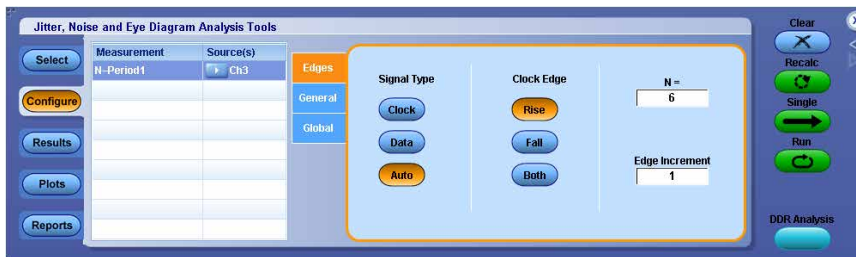 Jitter, Noise and Eye Diagram Analysis Tools
Clear
Select
Measurement
Source(s)
N-Period1
Ch3
Edges
General
Global
Signal Type
Clock
Data
Auto
Clock Edge
Rise
Fall
Both
N =
6
Edge Increment
1
Configure
Results
Plots
Reports
Recalc
Single
Run
DDR Analysis